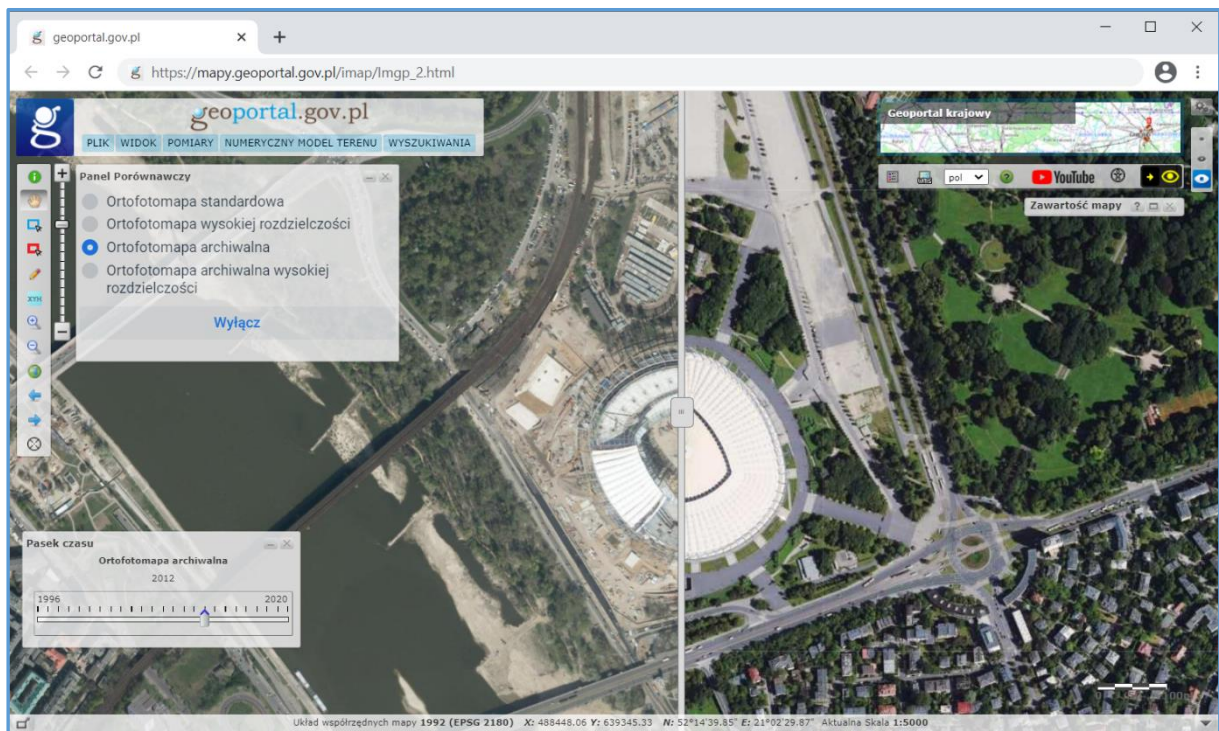 geoportal.gov.pl
https://mapy.geoportal.gov.pl/imap/Imgp_2.html
geoportal.gov.pl
PLIK WIDOK POMIARY NUMERYCZNY MODEL TERENU WYSZUKIWANIA
Geoportal krajowy
pol YouTube
Zawartość mapy
Panel Porównawczy
Ortofotomapa standardowa
Ortofotomapa wysokiej rozdzielczości
Ortofotomapa archiwalna
Ortofotomapa archiwalna wysokiej
rozdzielczości
Wyłącz
XYH
Pasek czasu
Ortofotomapa archiwalna
2012
1996 2020
Układ współrzędnych mapy 1992 (EPSG 2180) X: 488448.06 Y: 639345.33 N: 52°14'39.85" E: 21°02'29.87" Aktualna Skala 1:5000